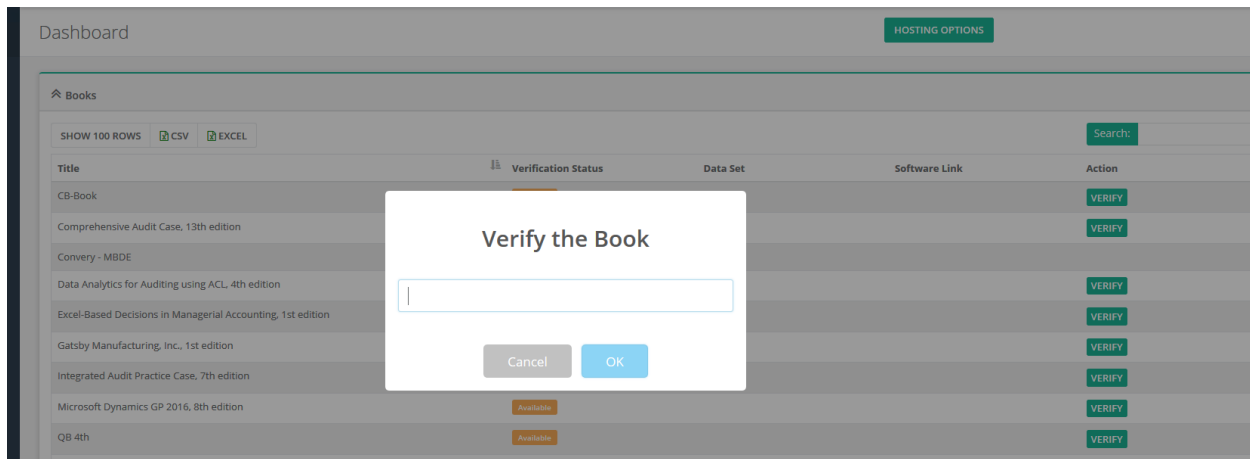 Dashboard
HOSTING OPTIONS
Books
SHOW 100 ROWS CSV EXCEL
Search:
Title Verification Status Data Set Software Link Action
CB-Book VERIFY
Comprehensive Audit Case, 13th edition VERIFY
Convery - MBDE
Data Analytics for Auditing using ACL, 4th edition VERIFY
Excel-Based Decisions in Managerial Accounting, 1st edition VERIFY
Gatsby Manufacturing, Inc., 1st edition VERIFY
Integrated Audit Practice Case, 7th edition VERIFY
Microsoft Dynamics GP 2016, 8th edition Available VERIFY
QB 4th Available VERIFY
Verify the Book
Cancel OK